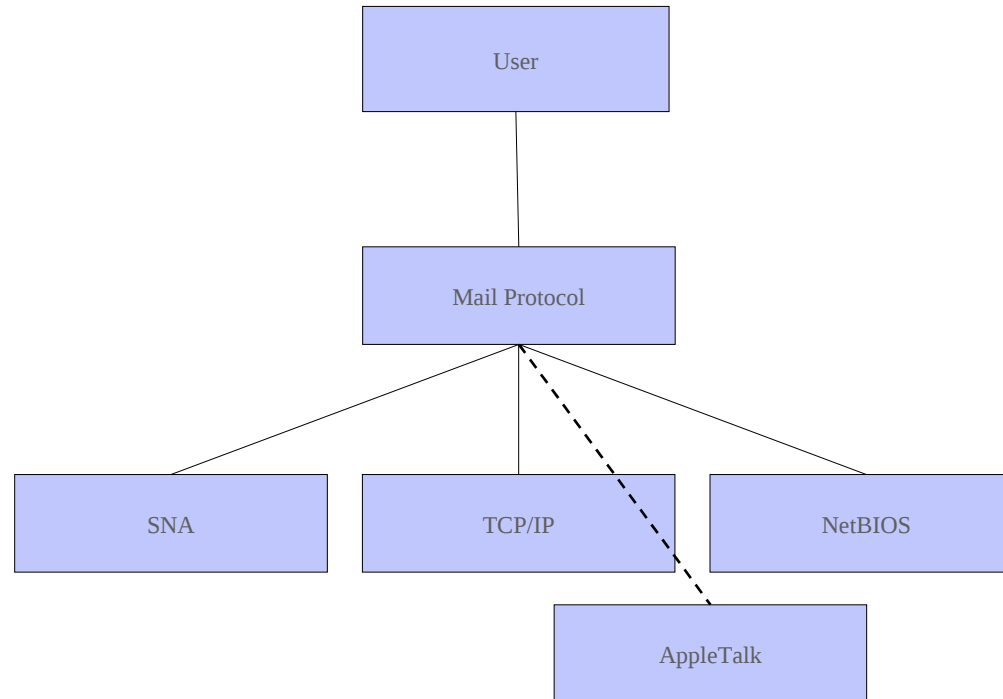 User
Mail Protocol
SNA
TCP/IP
NetBIOS
AppleTalk